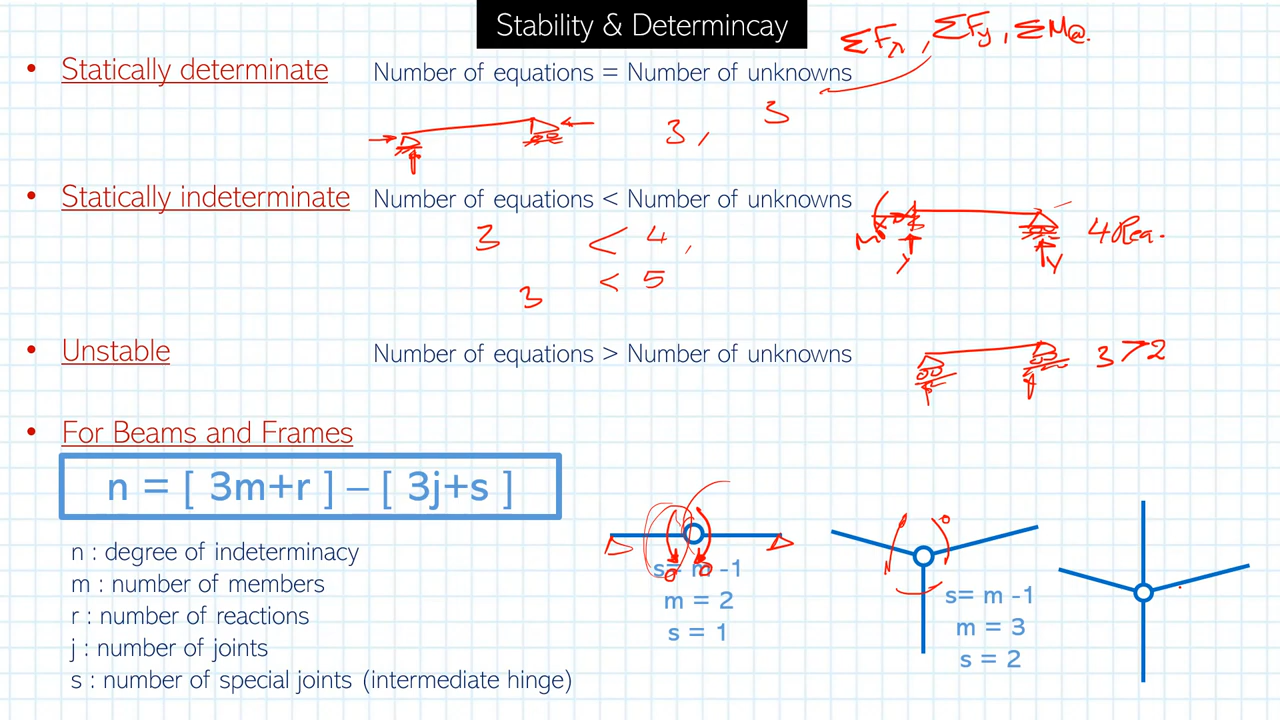 Stability & Determincay
ΣFx, ΣFy, ΣM@.
• Statically determinate
Number of equations = Number of unknowns
3, 3
• Statically indeterminate
Number of equations < Number of unknowns
3 < 4,
3 < 5
M
y
y
4 Rea.
• Unstable
Number of equations > Number of unknowns
3 > 2
• For Beams and Frames
n = [ 3m+r ] – [ 3j+s ]
n : degree of indeterminacy
m : number of members
r : number of reactions
j : number of joints
s : number of special joints (intermediate hinge)
s= m -1
m = 2
s = 1
s= m -1
m = 3
s = 2